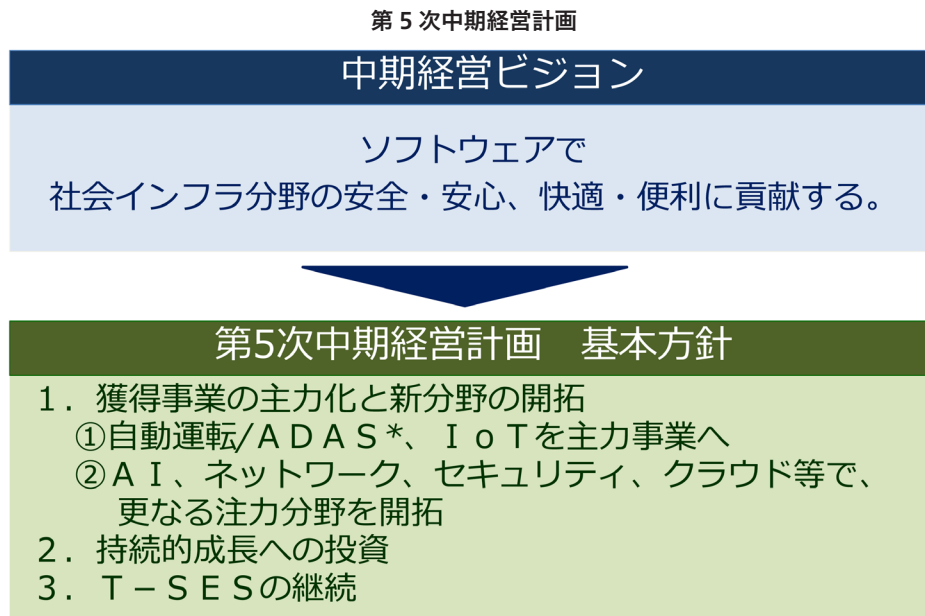 第5次中期経営計画
中期経営ビジョン
ソフトウェアで
社会インフラ分野の安全・安心、快適・便利に貢献する。
第5次中期経営計画　基本方針
１．獲得事業の主力化と新分野の開拓
①自動運転/ＡＤＡＳ*、ＩｏＴを主力事業へ
②ＡＩ、ネットワーク、セキュリティ、クラウド等で、
更なる注力分野を開拓
２．持続的成長への投資
３．Ｔ－ＳＥＳの継続